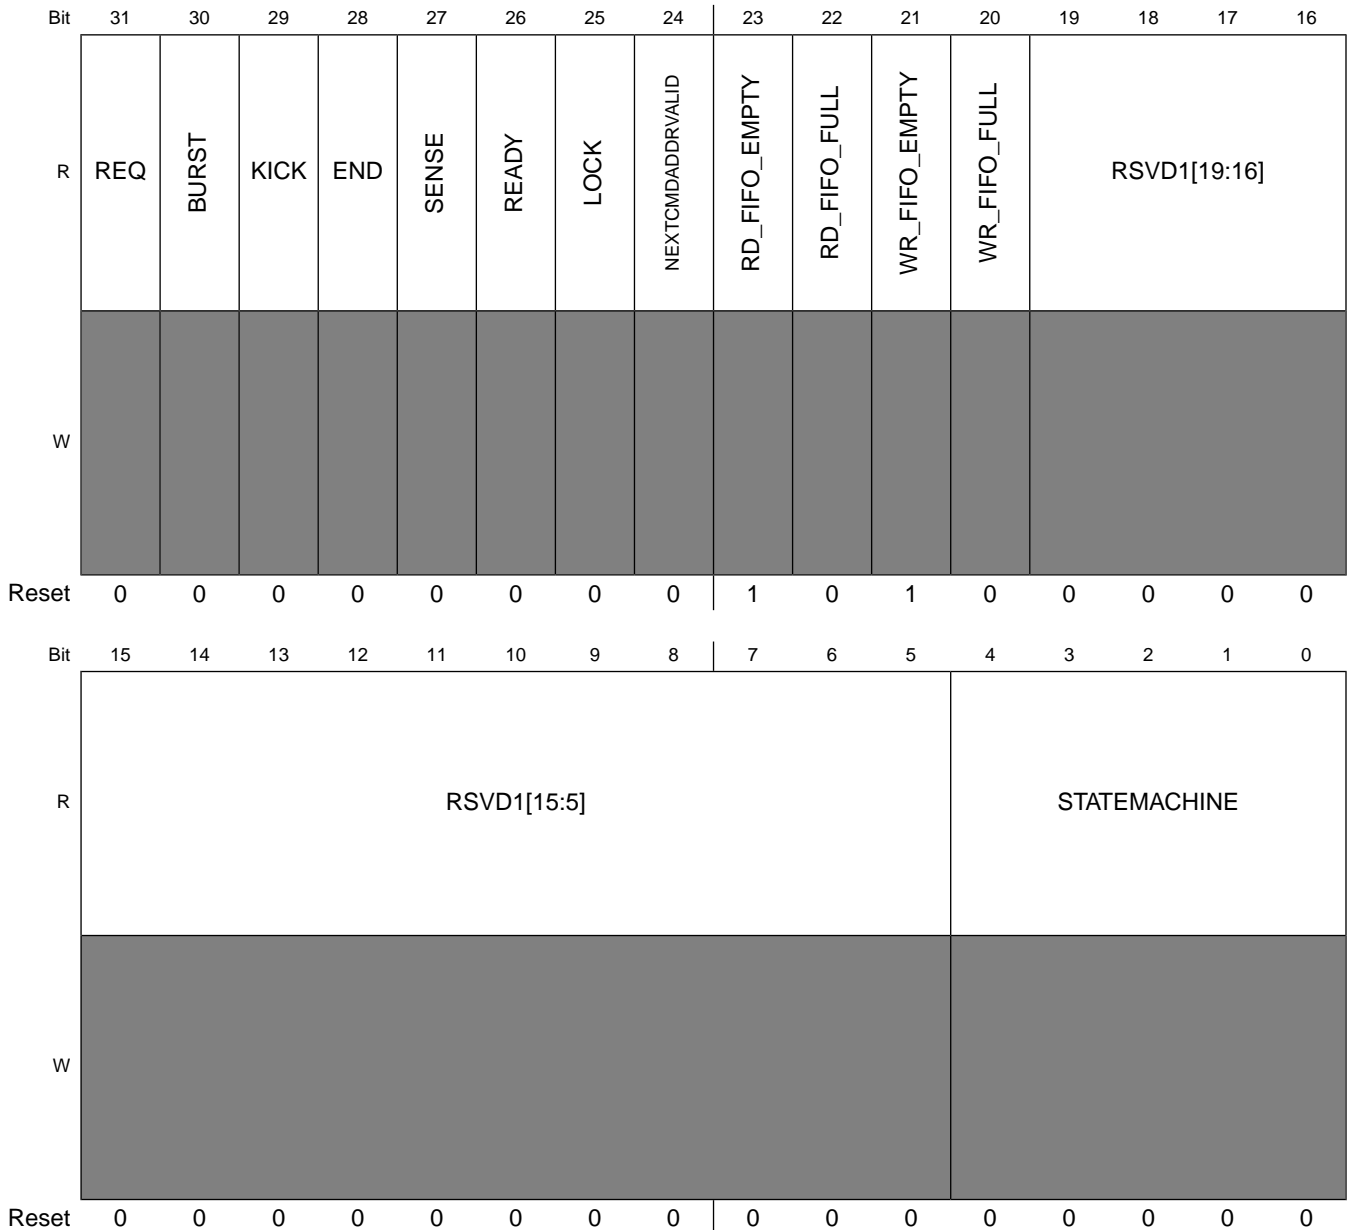 Bit 31 30 29 28 27 26 25 24 23 22 21 20 19 18 17 16
R REQ BURST KICK END SENSE READY LOCK NEXTCMDADDRVALID RD_FIFO_EMPTY RD_FIFO_FULL WR_FIFO_EMPTY WR_FIFO_FULL RSVD1[19:16]
W
Reset 0 0 0 0 0 0 0 0 1 0 1 0 0 0 0 0
Bit 15 14 13 12 11 10 9 8 7 6 5 4 3 2 1 0
R RSVD1[15:5] STATEMACHINE
W
Reset 0 0 0 0 0 0 0 0 0 0 0 0 0 0 0 0